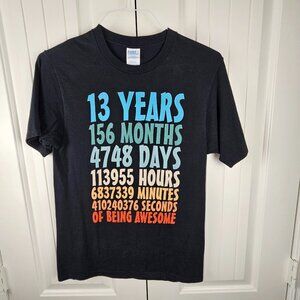 13 YEARS
156 MONTHS
4748 DAYS
113955 HOURS
6837339 MINUTES
410240376 SECONDS
OF BEING AWESOME